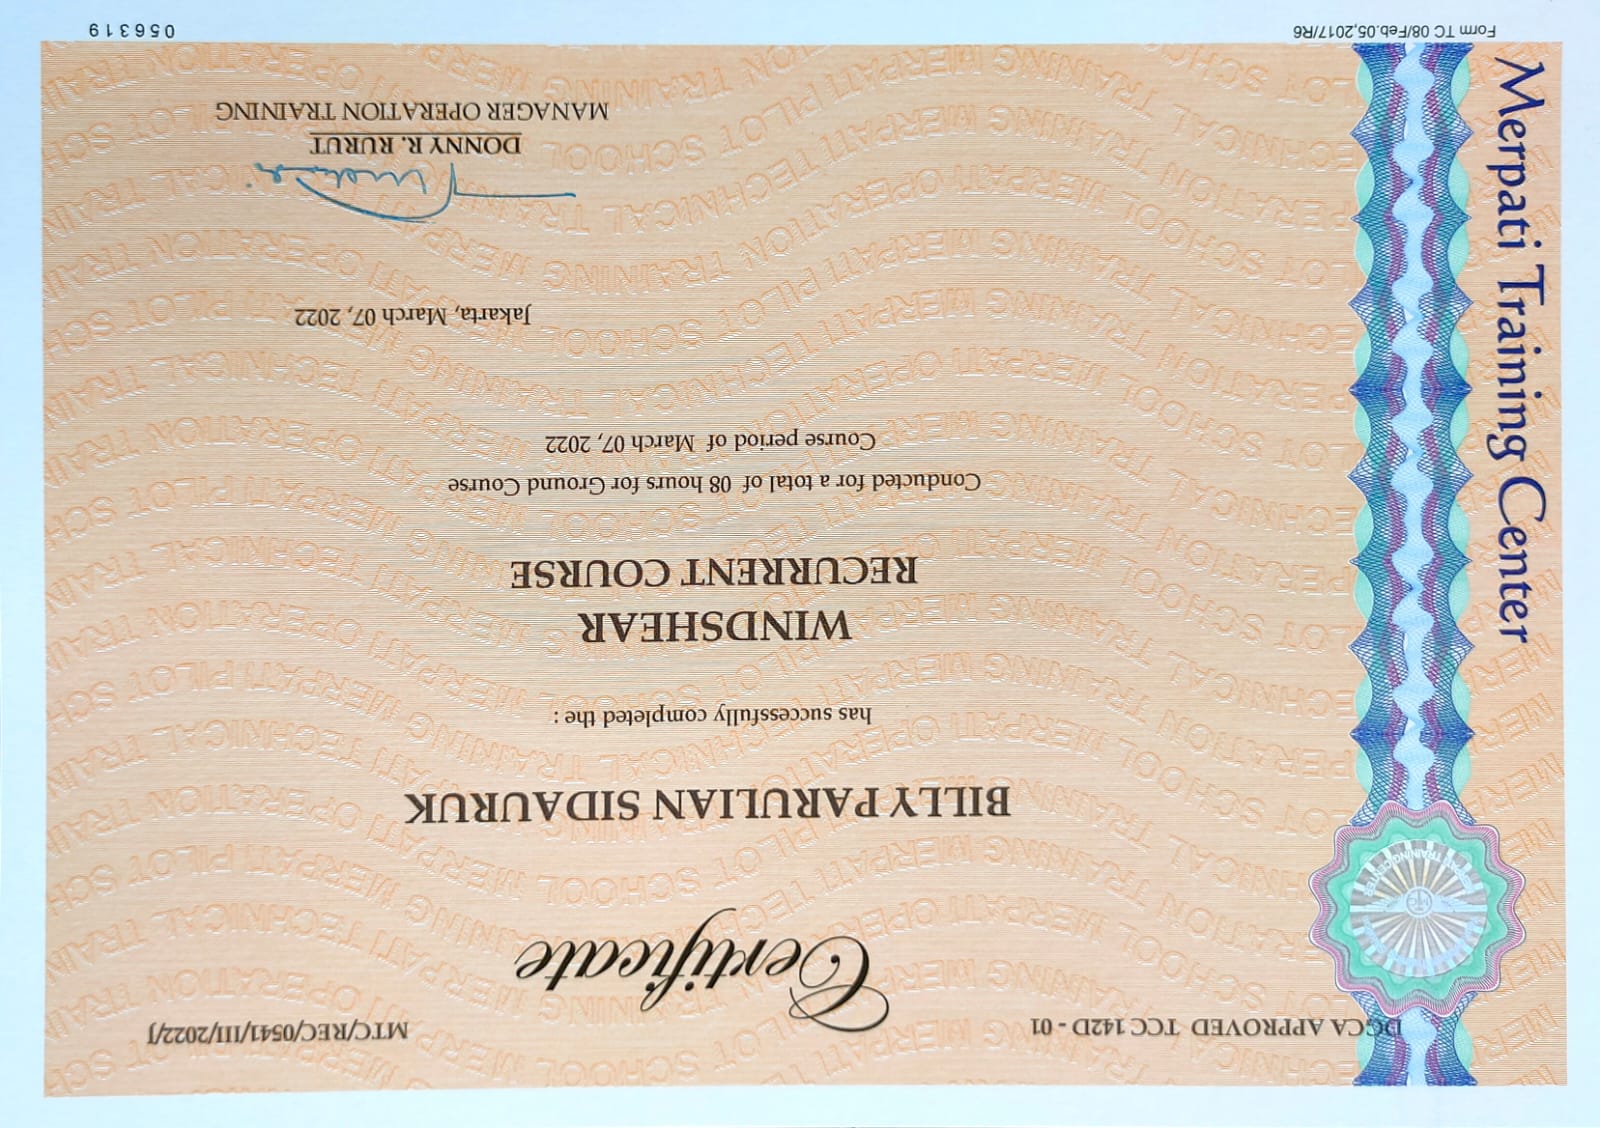 DGCA APPROVED TCC 142D - 01
MTC/REC/0541/III/2022/J
Certificate
BILLY PARULIAN SIDAURUK
has successfully completed the :
WINDSHEAR
RECURRENT COURSE
Conducted for a total of 08 hours for Ground Course
Course period of March 07, 2022
Jakarta, March 07, 2022
DONNY R. RURUT
MANAGER OPERATION TRAINING
Merpati Training Center
Form TC 08/Feb.05,2017/R6
056319